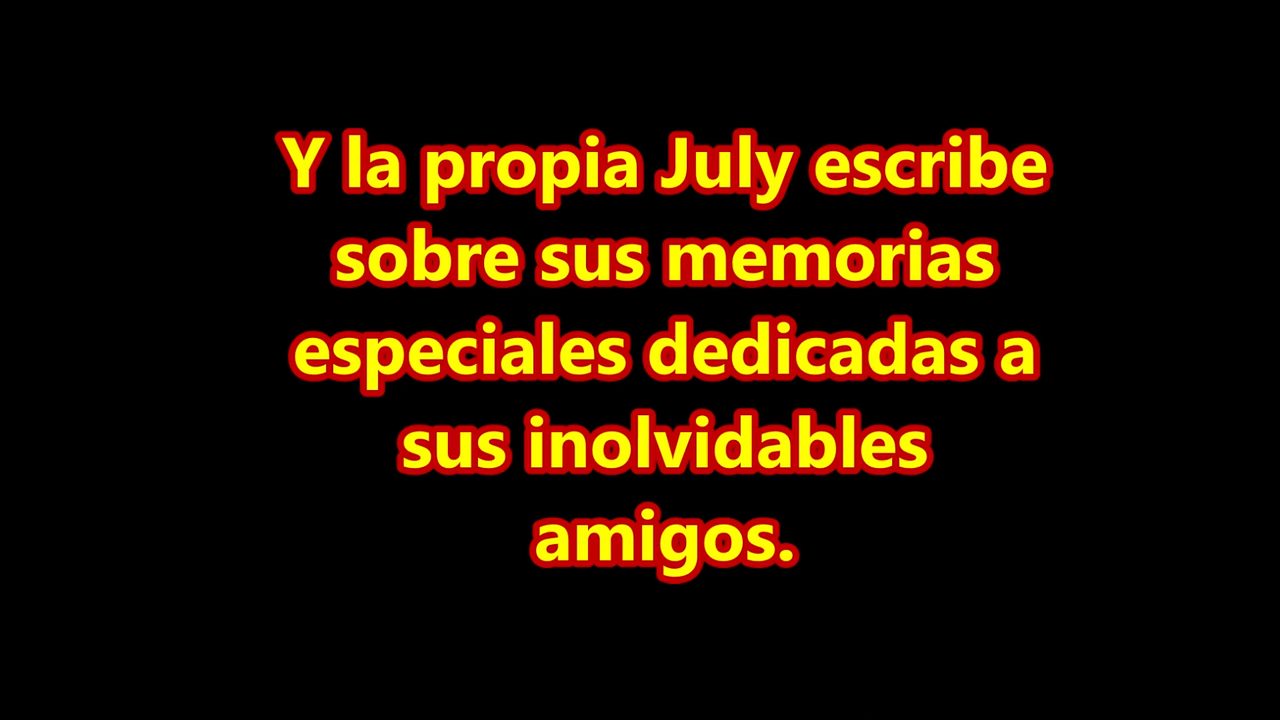 Y la propia July escribe
sobre sus memorias
especiales dedicadas a
sus inolvidables
amigos.